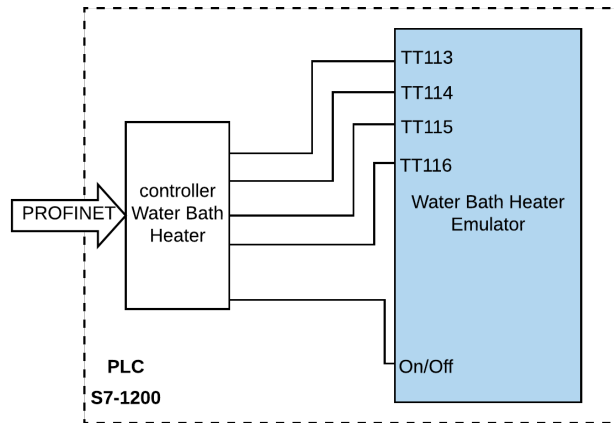 TT113
TT114
TT115
TT116
controller
Water Bath
Heater
PROFINET
Water Bath Heater
Emulator
On/Off
PLC
S7-1200